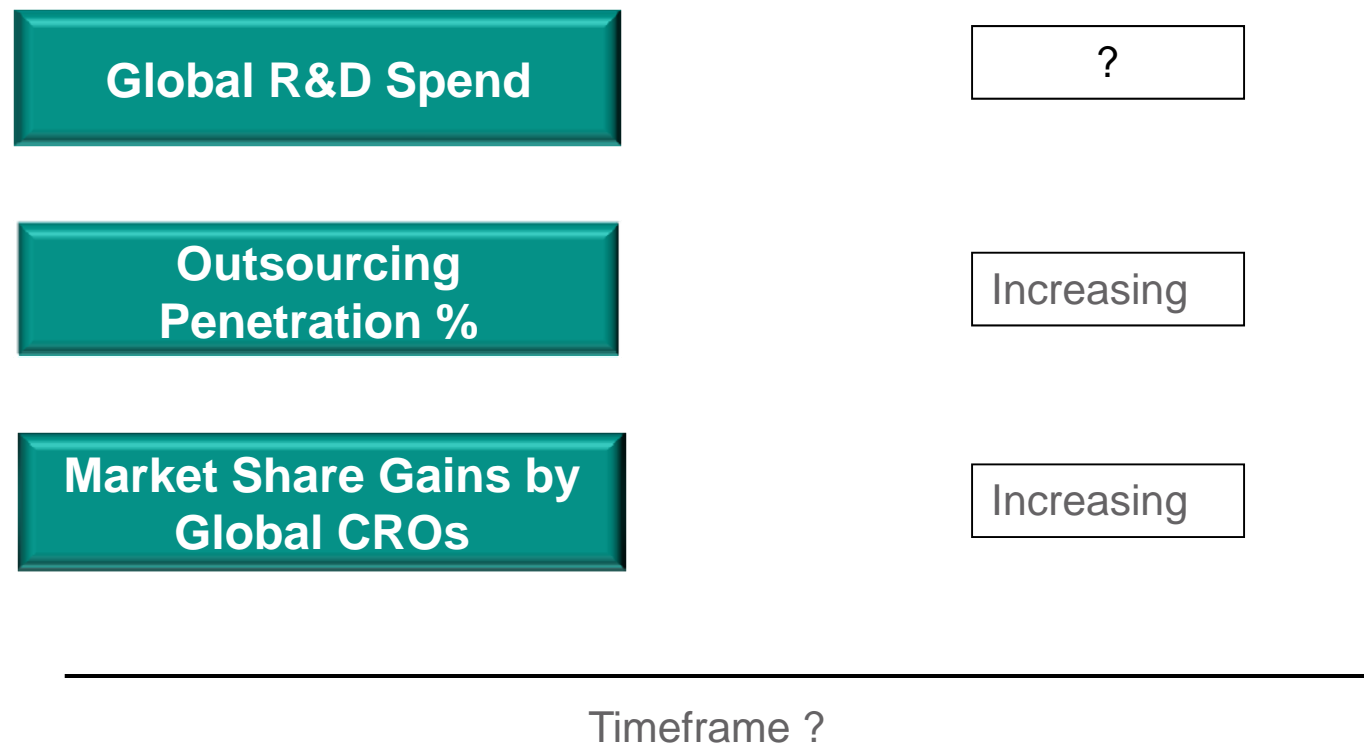 Global R&D Spend
?
Outsourcing
Penetration %
Increasing
Market Share Gains by
Global CROs
Increasing
Timeframe ?